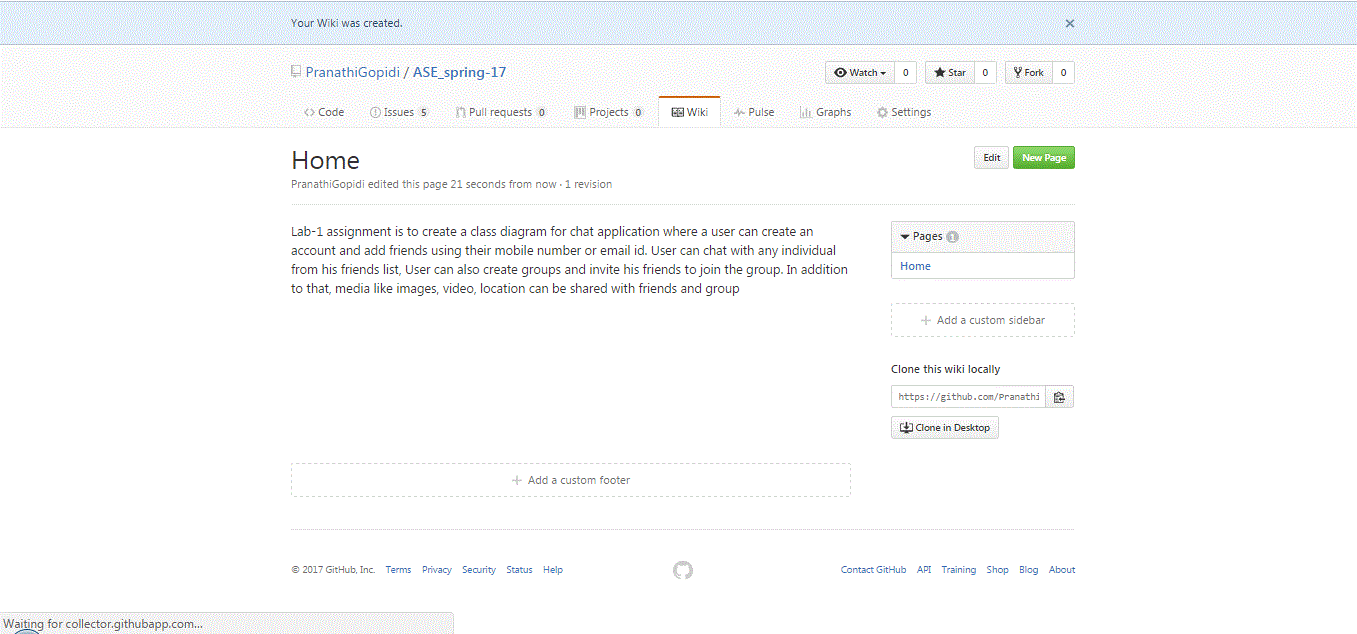 Your Wiki was created.
PranathiGopidi / ASE_spring-17
Watch 0 Star 0 Fork 0
Code Issues 5 Pull requests 0 Projects 0 Wiki Pulse Graphs Settings
Home
Edit New Page
PranathiGopidi edited this page 21 seconds from now · 1 revision
Lab-1 assignment is to create a class diagram for chat application where a user can create an
account and add friends using their mobile number or email id. User can chat with any individual
from his friends list, User can also create groups and invite his friends to join the group. In addition
to that, media like images, video, location can be shared with friends and group
Pages 1
Home
+ Add a custom sidebar
Clone this wiki locally
https://github.com/Pranathi
Clone in Desktop
+ Add a custom footer
© 2017 GitHub, Inc. Terms Privacy Security Status Help
Contact GitHub API Training Shop Blog About
Waiting for collector.githubapp.com...